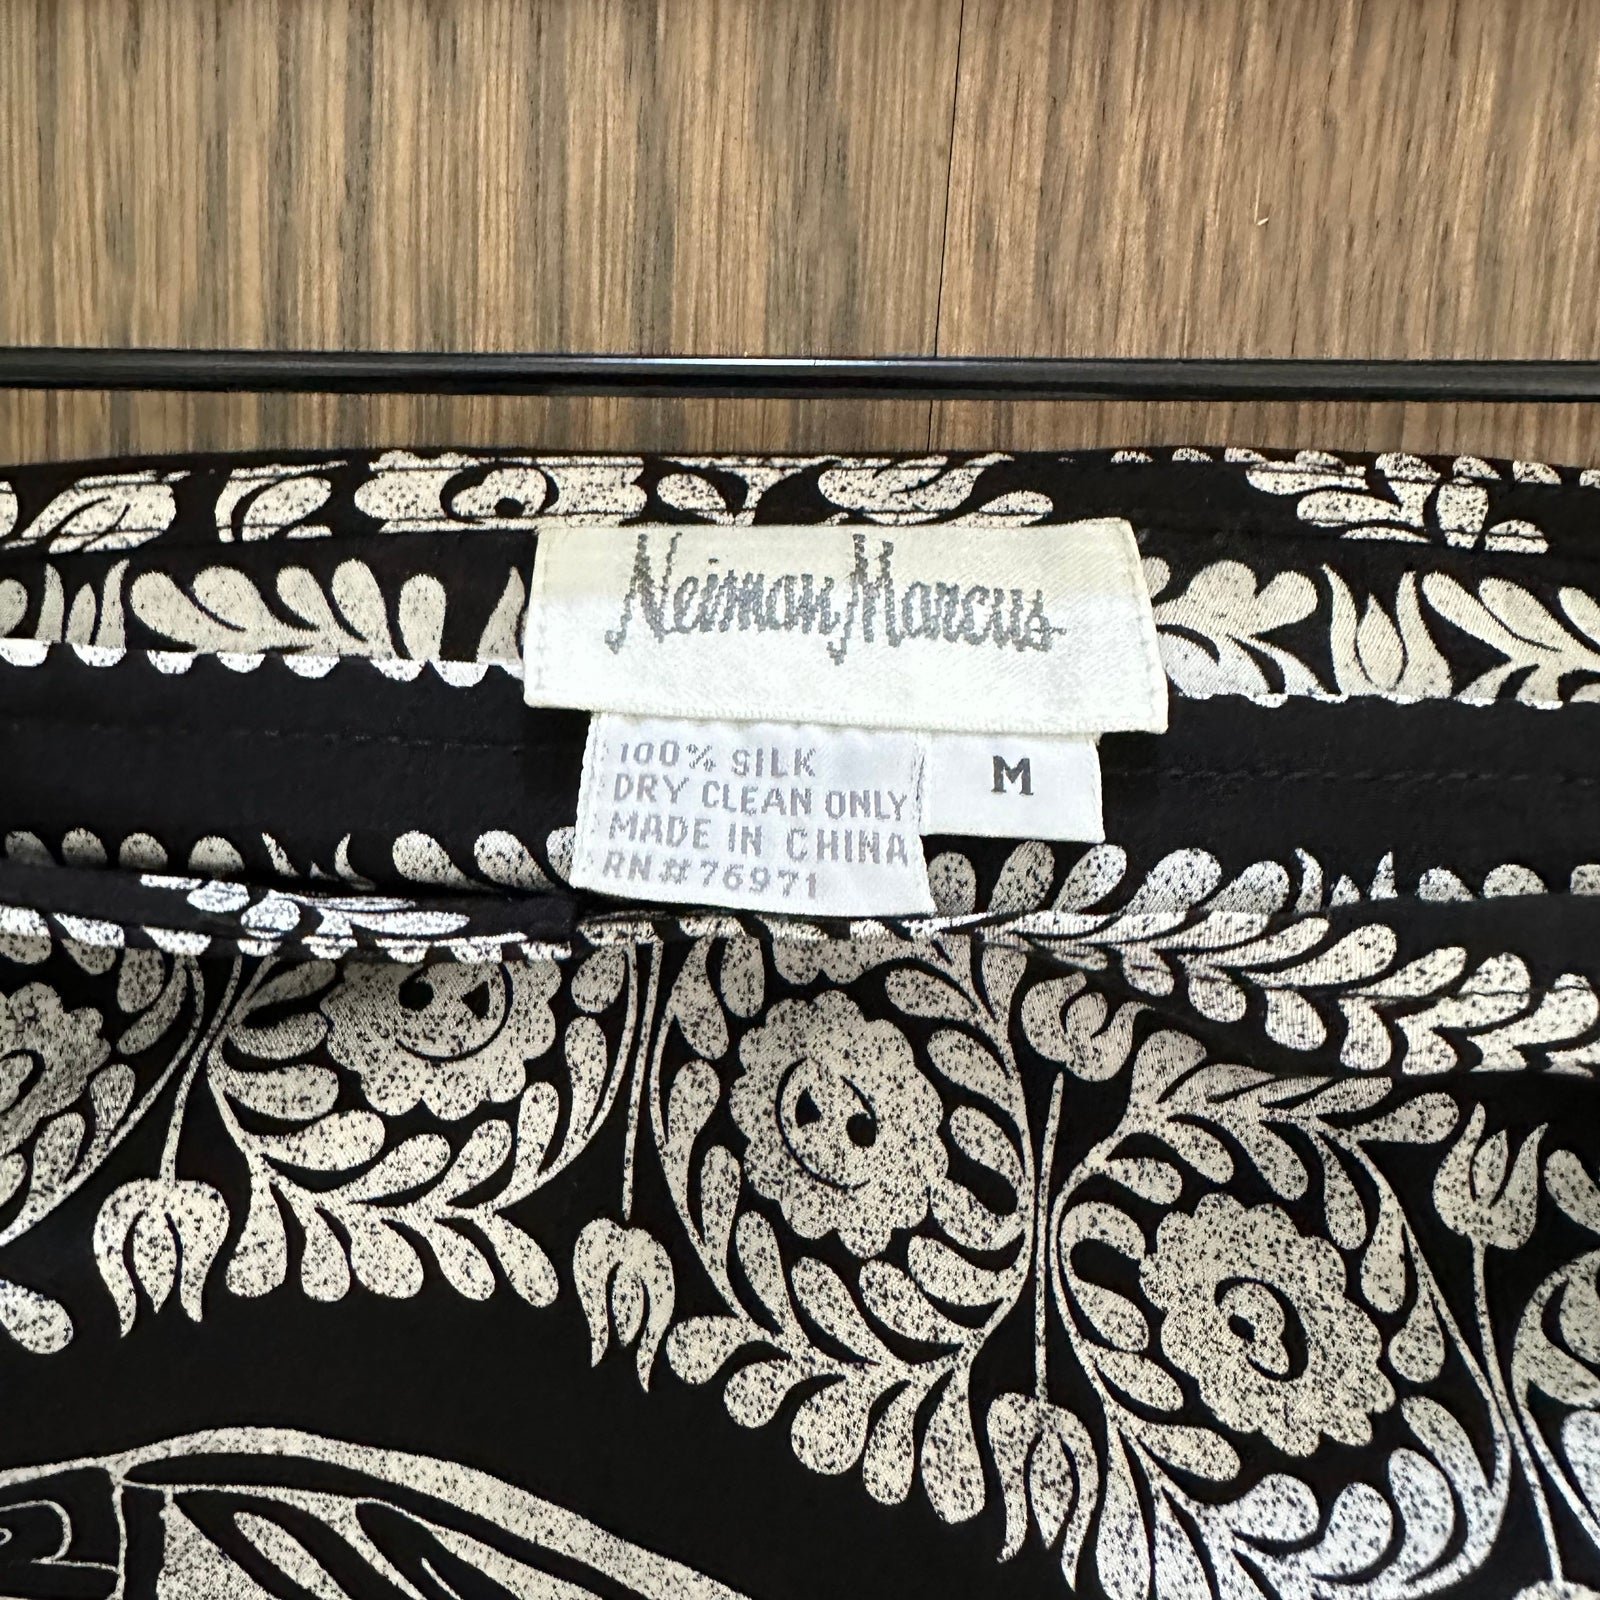 Neiman Marcus
100% SILK
DRY CLEAN ONLY
MADE IN CHINA
RN#76971
M